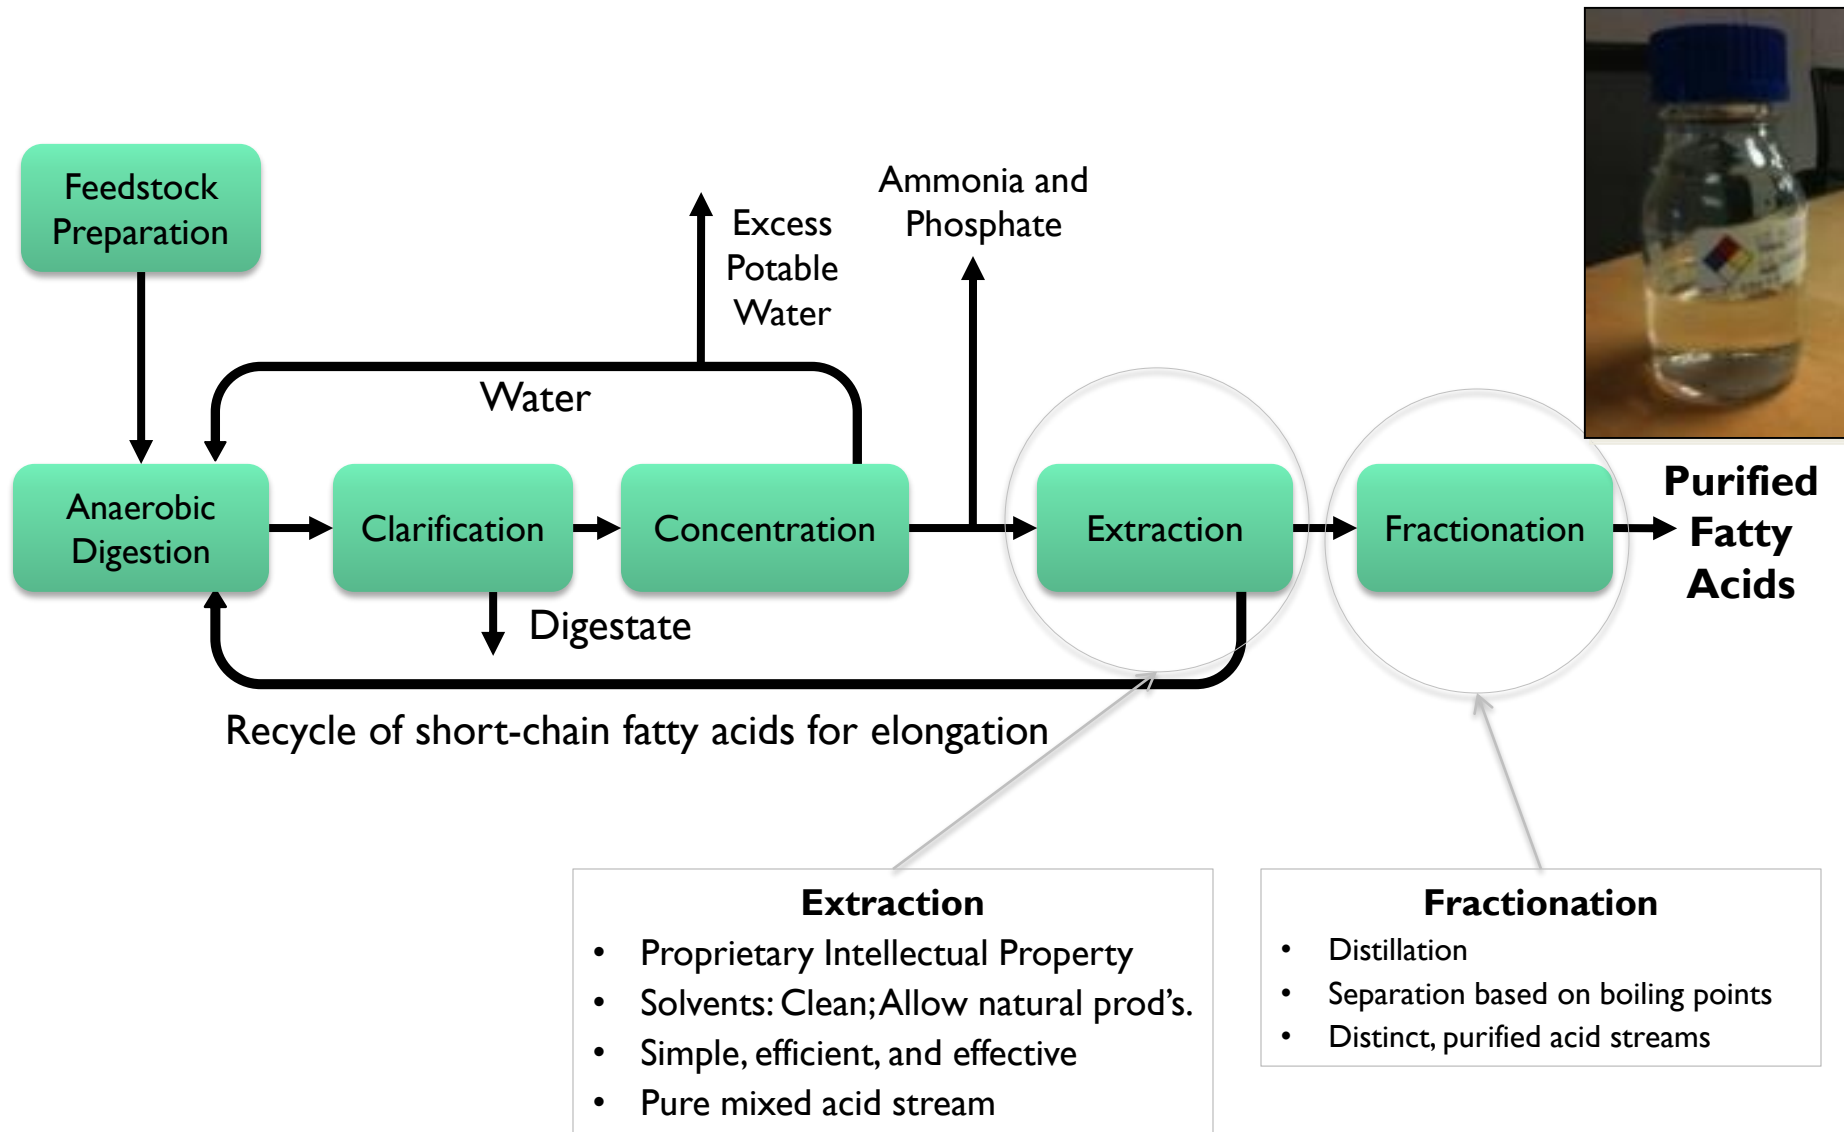 Feedstock
Preparation
Excess
Potable
Water
Ammonia and
Phosphate
Water
Anaerobic
Digestion
Clarification
Concentration
Extraction
Fractionation
Purified
Fatty
Acids
Digestate
Recycle of short-chain fatty acids for elongation
Extraction
• Proprietary Intellectual Property
• Solvents: Clean; Allow natural prod's.
• Simple, efficient, and effective
• Pure mixed acid stream
Fractionation
• Distillation
• Separation based on boiling points
• Distinct, purified acid streams